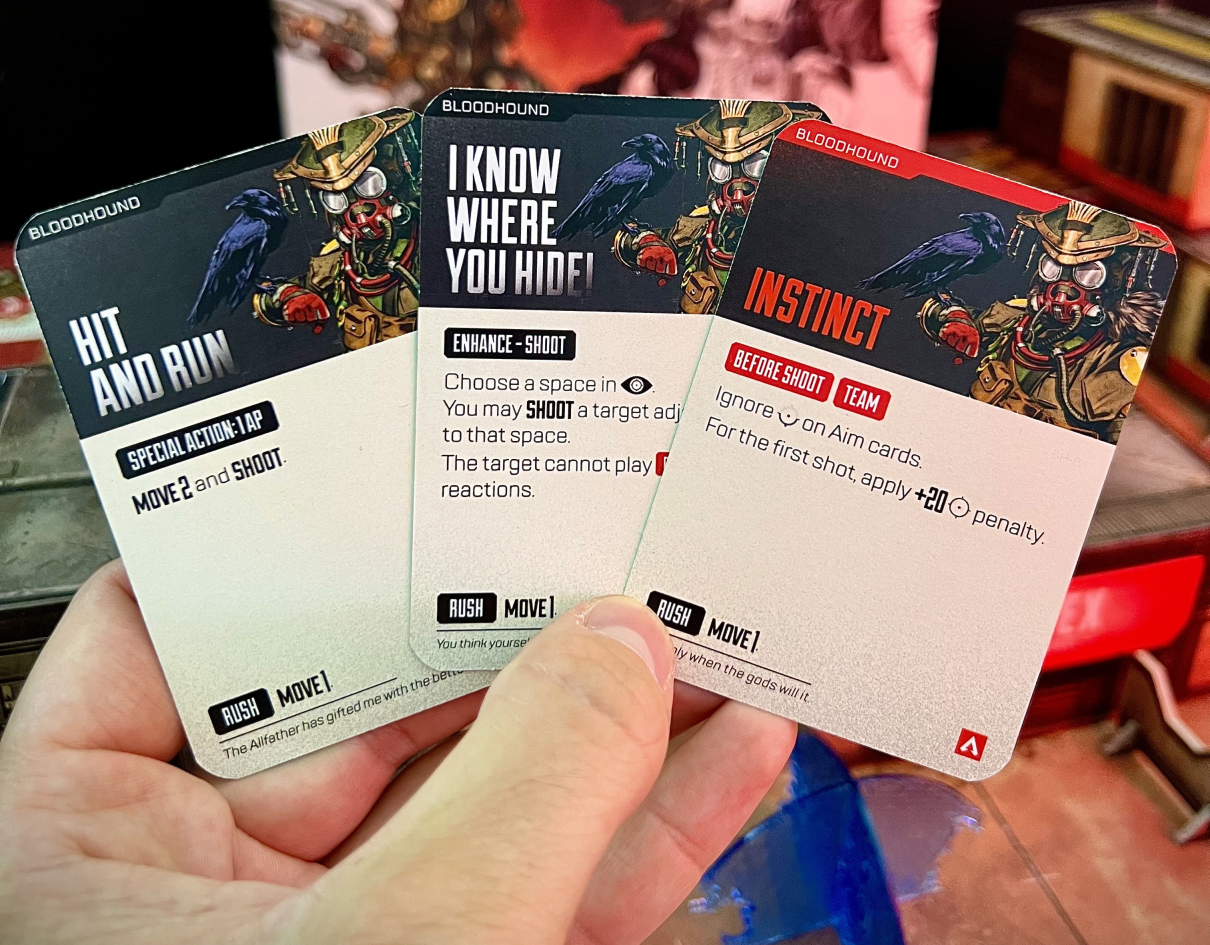 BLOODHOUND
HIT
AND RUN
SPECIAL ACTION: 1 AP
MOVE 2 and SHOOT.
RUSH MOVE 1.
The Allfather has gifted me with the
BLOODHOUND
I KNOW
WHERE
YOU HIDE!
ENHANCE - SHOOT
Choose a space in
You may SHOOT a target
to that space.
The target cannot play
reactions.
RUSH MOVE 1.
You think
BLOODHOUND
INSTINCT
BEFORE SHOOT TEAM
Ignore on Aim cards.
For the first shot, apply +20 penalty.
RUSH MOVE 1.
when the gods will it.
EX